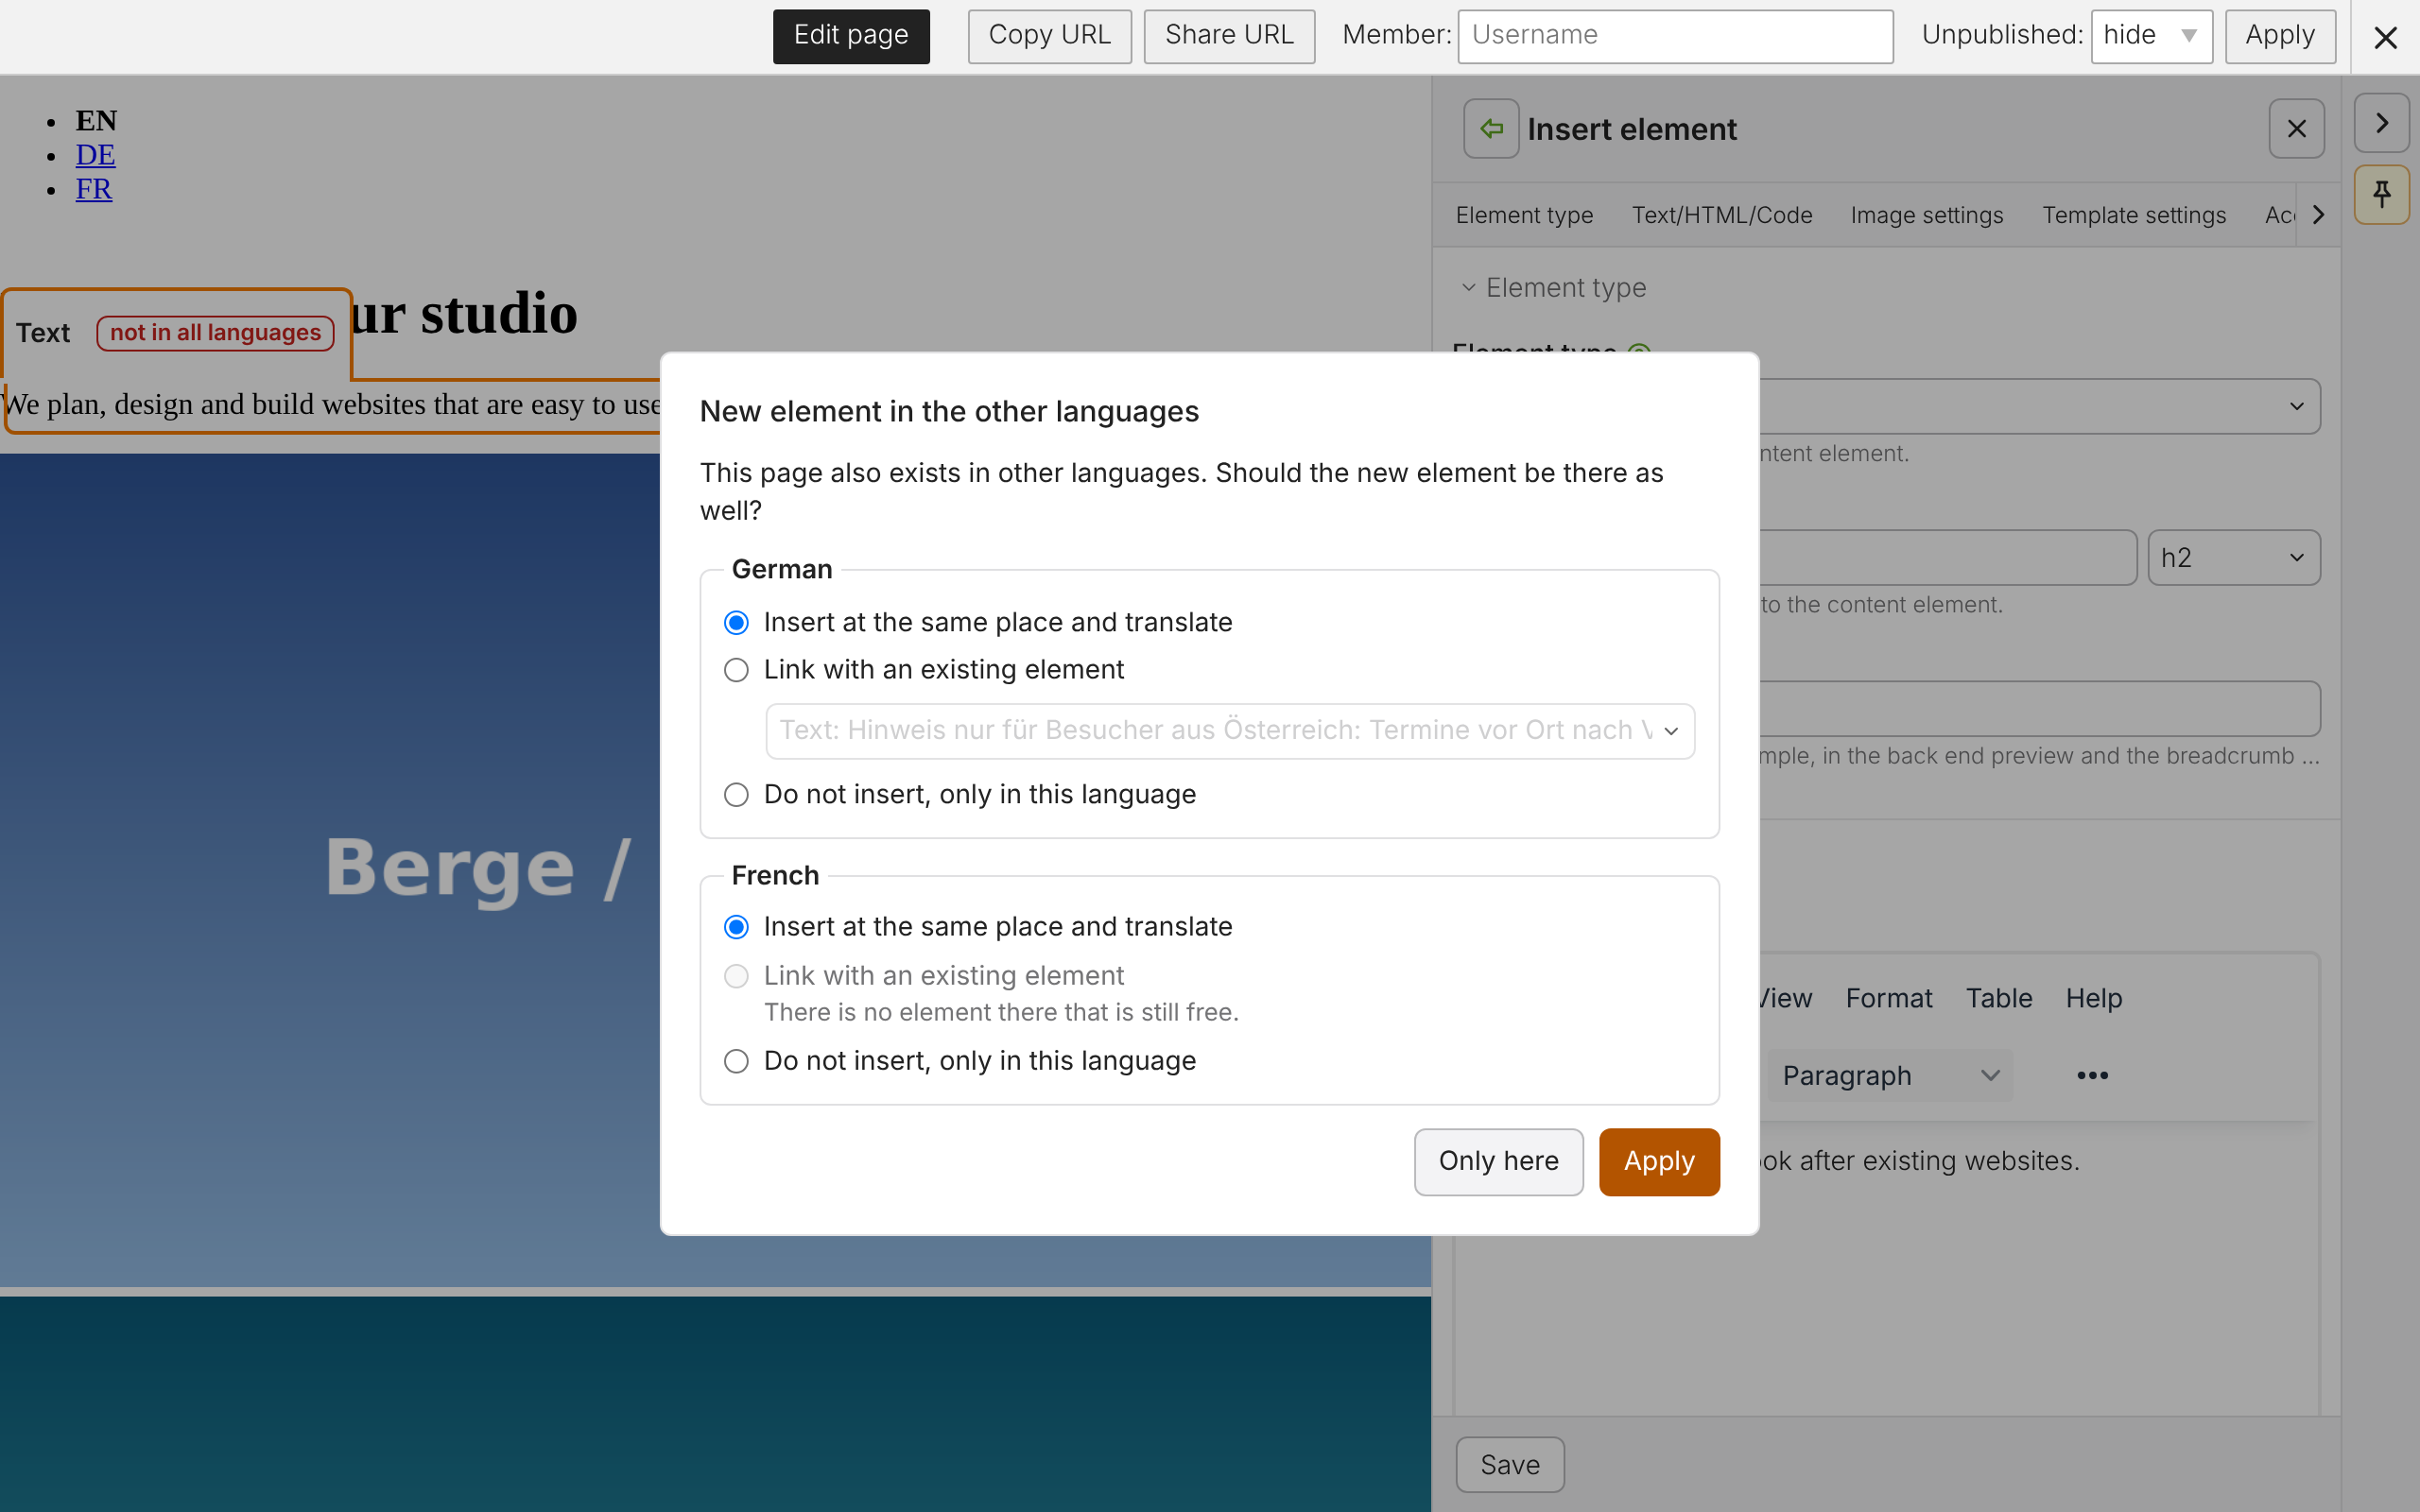 Edit page
Copy URL
Share URL
Member:
Username
Unpublished:
hide
Apply
EN
DE
FR
Insert element
Element type
Text/HTML/Code
Image settings
Template settings
Element type
ur studio
Text
not in all languages
Element type
We plan, design and build websites that are easy to use
New element in the other languages
This page also exists in other languages. Should the new element be there as
well?
element.
h2
to the content element.
German
Insert at the same place and translate
Link with an existing element
Text: Hinweis nur für Besucher aus Österreich: Termine vor Ort nach
in the back end preview and the breadcrumb ...
Do not insert, only in this language
Berge /
French
Insert at the same place and translate
Link with an existing element
There is no element there that is still free.
Do not insert, only in this language
View
Format
Table
Help
Paragraph
Only here
Apply
after existing websites.
Save